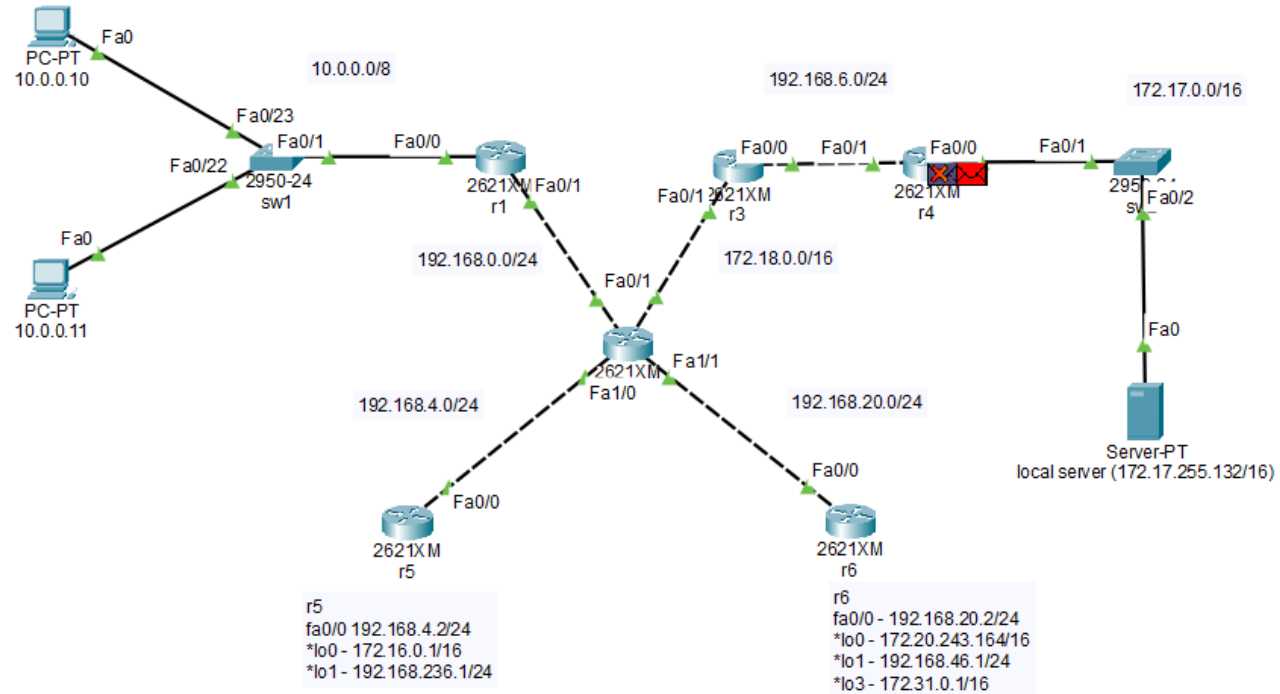 Fa0
PC-PT
10.0.0.10
10.0.0.0/8
192.168.6.0/24
172.17.0.0/16
Fa0/23
Fa0/22
Fa0/1
Fa0/0
2950-24
sw1
2621XM
r1
Fa0/1
Fa0/0
Fa0/1
Fa0/1
r3
Fa0/0
2621XM
r4
Fa0/1
Fa0/2
Fa0
PC-PT
10.0.0.11
192.168.0.0/24
172.18.0.0/16
Fa0/1
2621XM
Fa1/1
Fa1/0
192.168.4.0/24
192.168.20.0/24
Fa0
Server-PT
local server (172.17.255.132/16)
Fa0/0
2621XM
r5
Fa0/0
2621XM
r6
r5
fa0/0 192.168.4.2/24
*lo0 - 172.16.0.1/16
*lo1 - 192.168.236.1/24
r6
fa0/0 - 192.168.20.2/24
*lo0 - 172.20.243.164/16
*lo1 - 192.168.46.1/24
*lo3 - 172.31.0.1/16